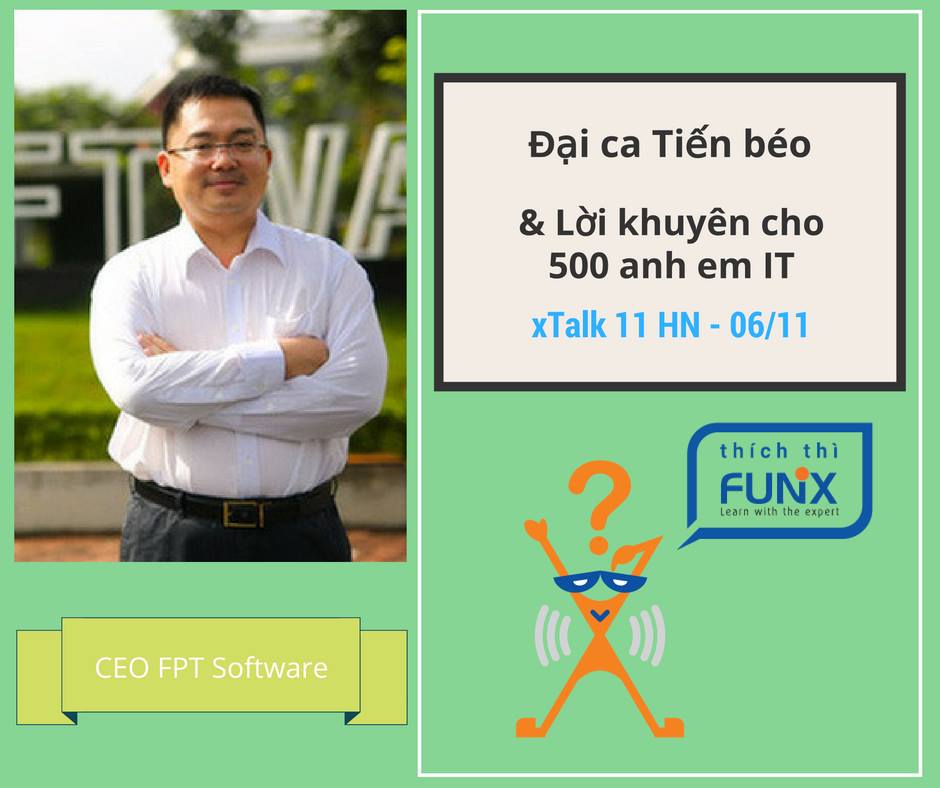 Đại ca Tiến béo
& Lời khuyên cho
500 anh em IT
xTalk 11 HN - 06/11
thích thì
FUNiX
Learn with the expert
CEO FPT Software